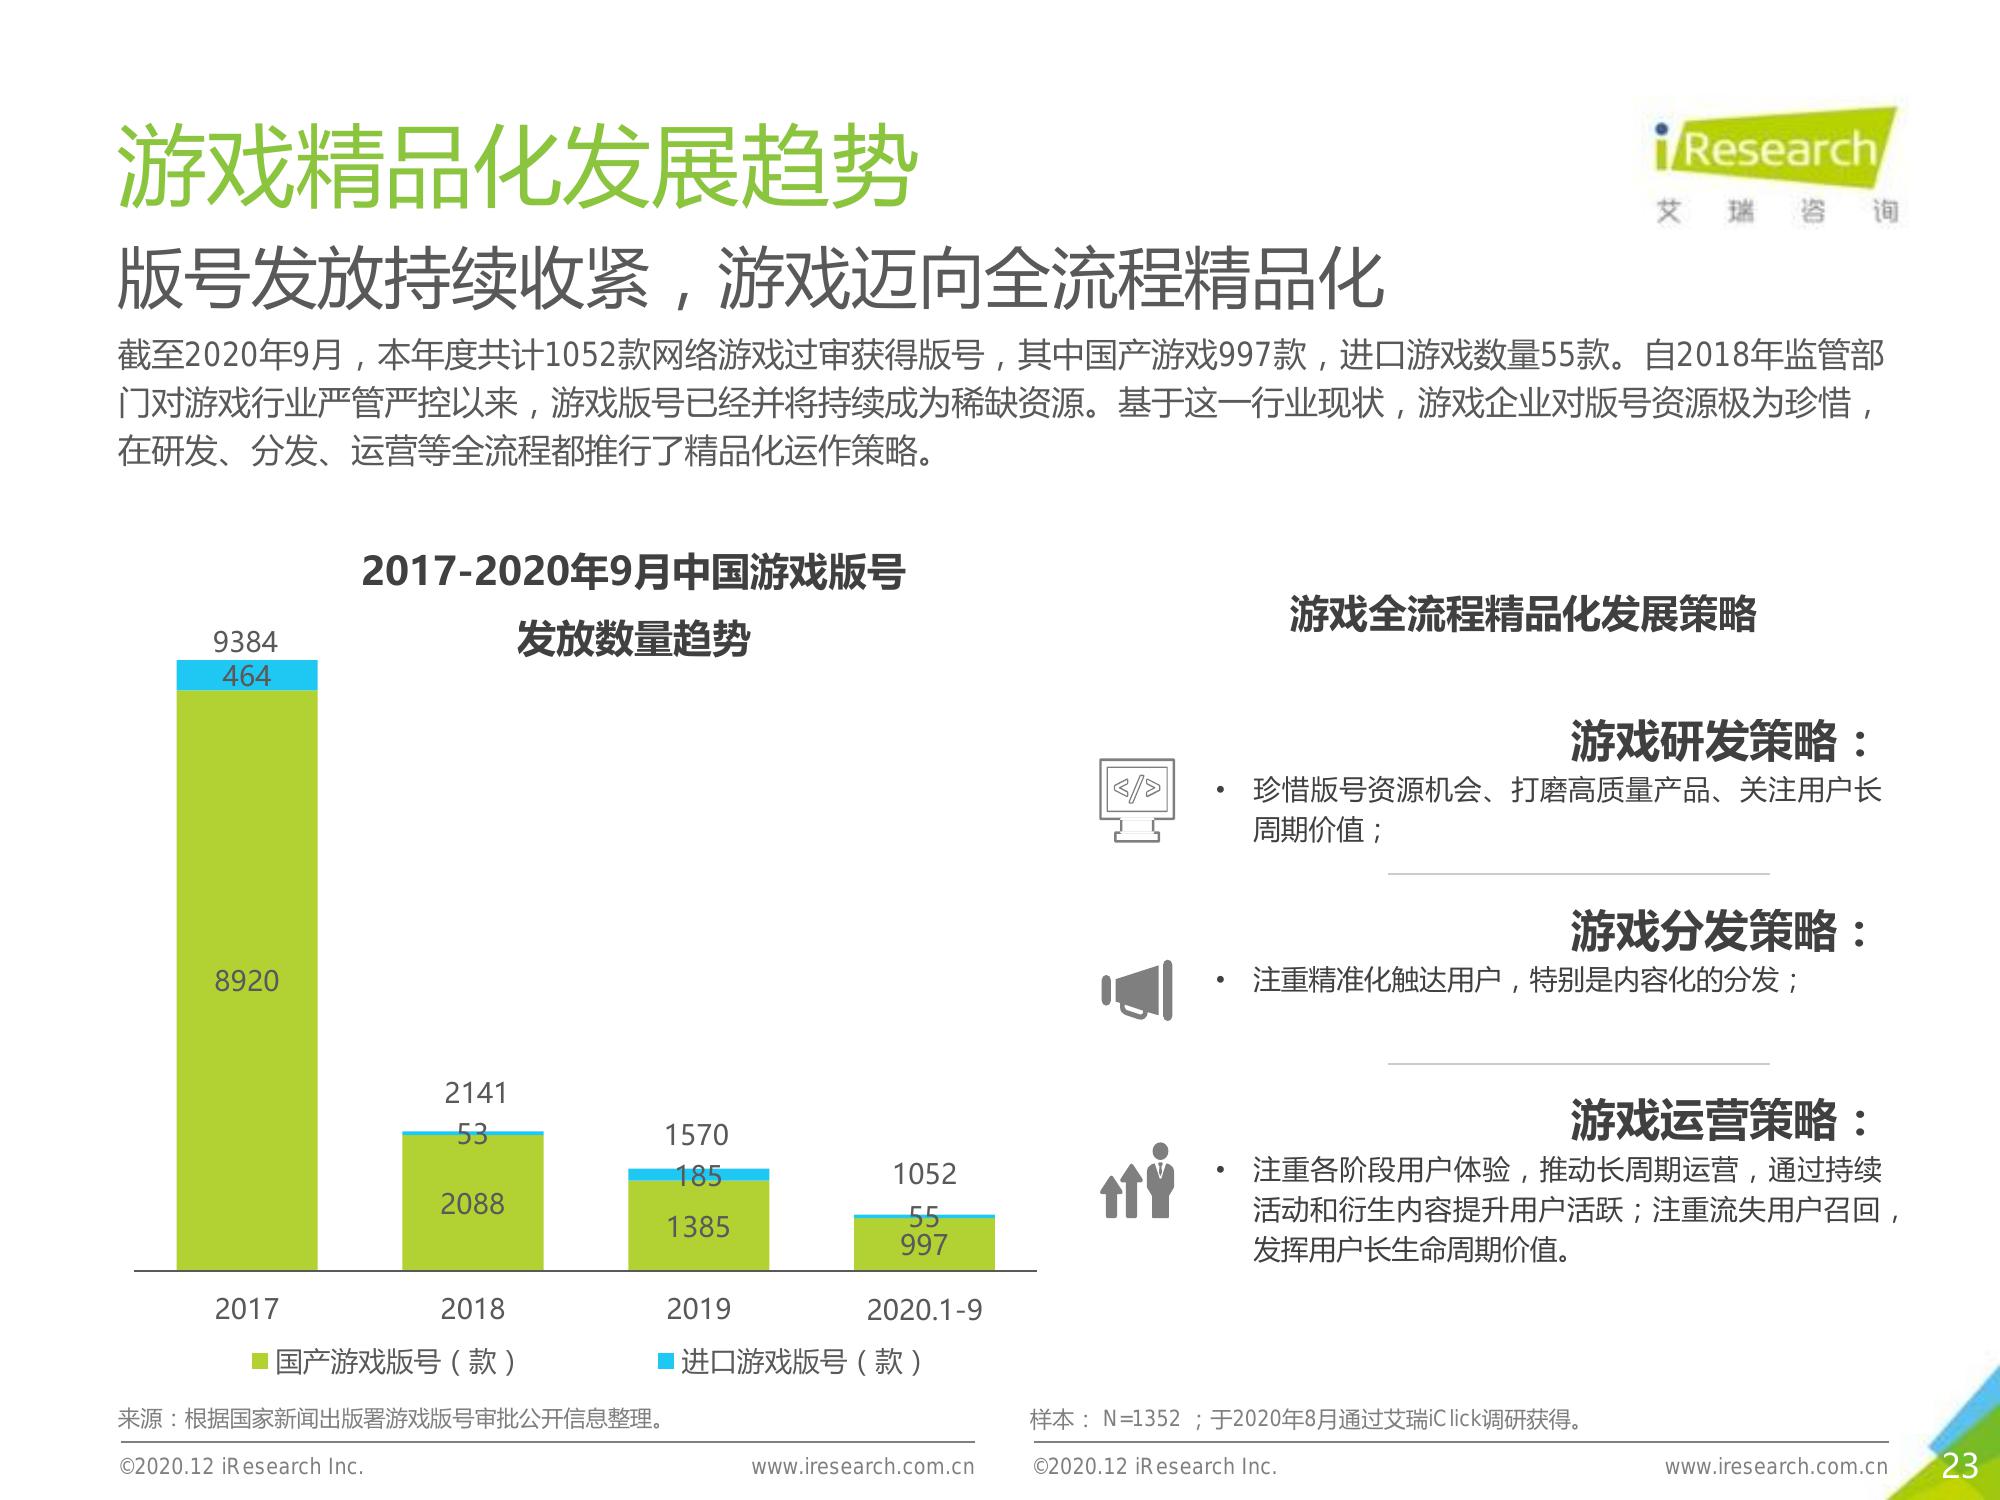 游戏精品化发展趋势
iResearch
艾瑞咨询
版号发放持续收紧，游戏迈向全流程精品化
截至2020年9月，本年度共计1052款网络游戏过审获得版号，其中国产游戏997款，进口游戏数量55款。自2018年监管部
门对游戏行业严管严控以来，游戏版号已经并将持续成为稀缺资源。基于这一行业现状，游戏企业对版号资源极为珍惜，
在研发、分发、运营等全流程都推行了精品化运作策略。
2017-2020年9月中国游戏版号
发放数量趋势
9384
464
8920
2141
53
2088
1570
185
1385
1052
55
997
2017
2018
2019
2020.1-9
国产游戏版号（款）
进口游戏版号（款）
游戏全流程精品化发展策略
游戏研发策略：
</>
• 珍惜版号资源机会、打磨高质量产品、关注用户长
周期价值；
游戏分发策略：
• 注重精准化触达用户，特别是内容化的分发；
游戏运营策略：
• 注重各阶段用户体验，推动长周期运营，通过持续
活动和衍生内容提升用户活跃；注重流失用户召回，
发挥用户长生命周期价值。
来源：根据国家新闻出版署游戏版号审批公开信息整理。
样本： N=1352 ；于2020年8月通过艾瑞iClick调研获得。
©2020.12 iResearch Inc.
www.iresearch.com.cn
©2020.12 iResearch Inc.
www.iresearch.com.cn
23